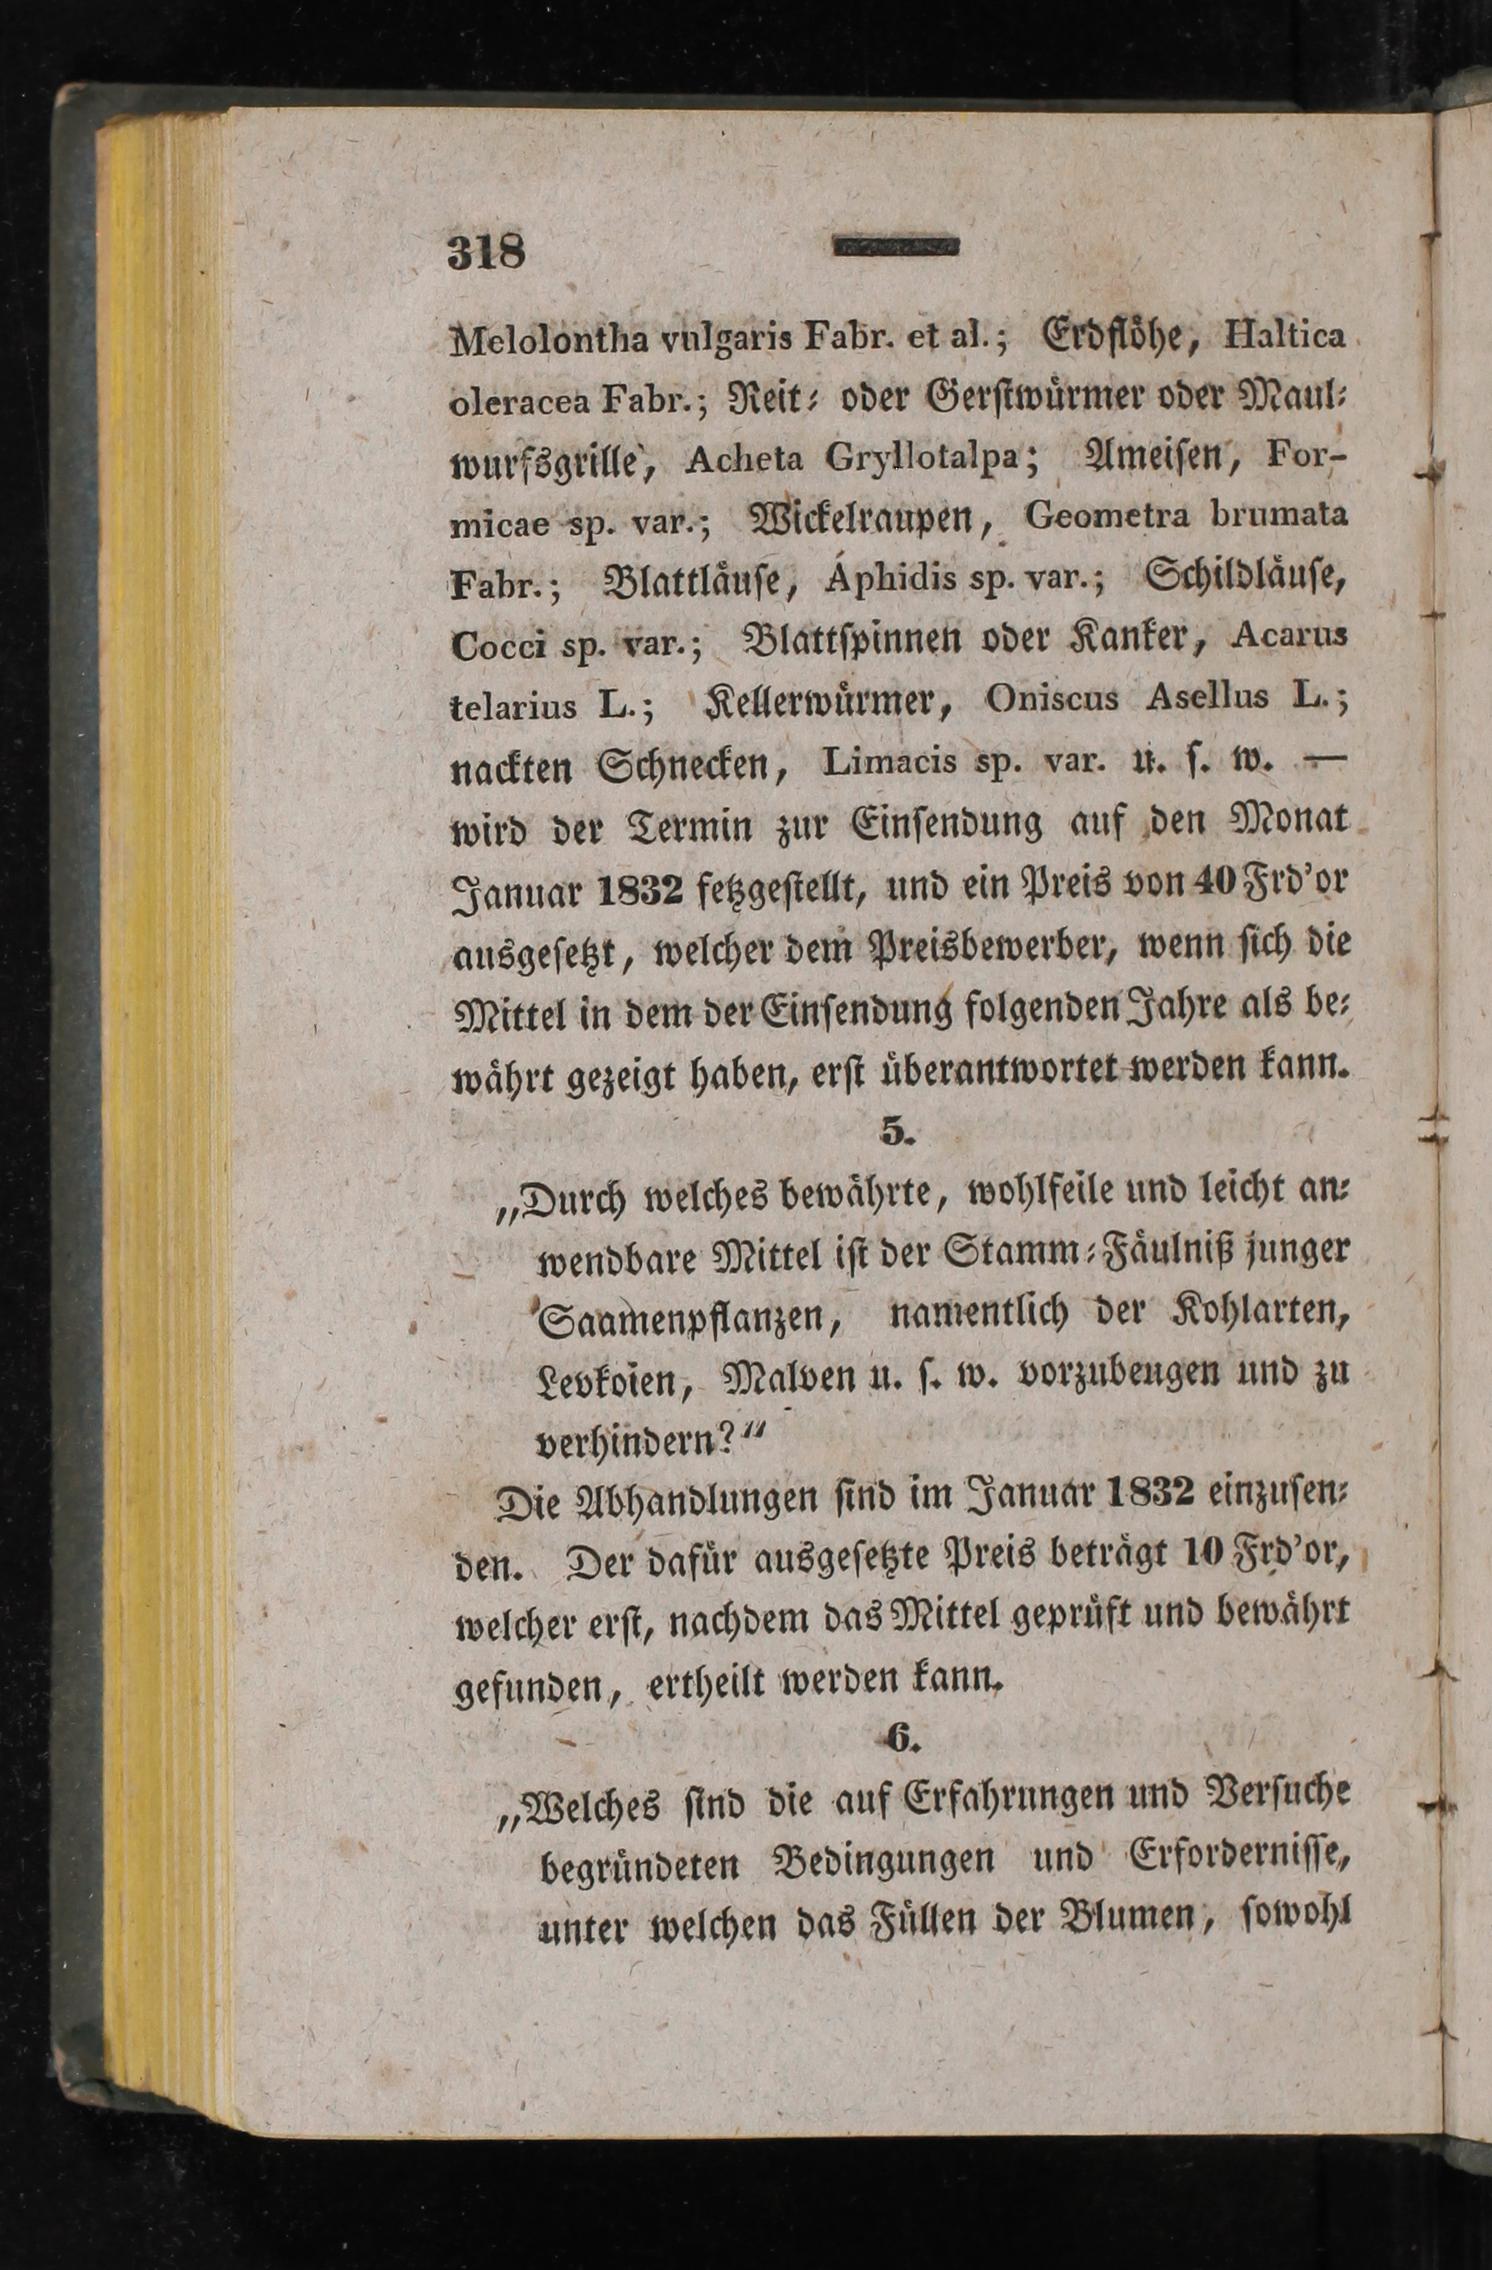 318
Melolontha vulgaris Fabr. et al.; Erdflöhe, Haltica
oleracea Fabr.; Reit- oder Gerstwürmer oder Maul-
wurfsgrille, Acheta Gryllotalpa; Ameisen, For-
micae sp. var.; Wickelraupen, Geometra brumata
Fabr.; Blattläuse, Aphidis sp. var.; Schildläuse,
Cocci sp. var.; Blattspinnen oder Kanker, Acarus
telarius L.; Kellerwürmer, Oniscus Asellus L.;
nackten Schnecken, Limacis sp. var. u. s. w. —
wird der Termin zur Einsendung auf den Monat
Januar 1832 fetzgestellt, und ein Preis von 40 Frd'or
ausgesetzt, welcher dem Preisbewerber, wenn sich die
Mittel in dem der Einsendung folgenden Jahre als be-
währt gezeigt haben, erst überantwortet werden kann.
5.
„Durch welches bewährte, wohlfeile und leicht an-
wendbare Mittel ist der Stamm-Fäulniß junger
Saamenpflanzen, namentlich der Kohlarten,
Levkoien, Malven u. s. w. vorzubeugen und zu
verhindern?“
Die Abhandlungen sind im Januar 1832 einzusen-
den. Der dafür ausgesetzte Preis beträgt 10 Frd'or,
welcher erst, nachdem das Mittel geprüft und bewährt
gefunden, ertheilt werden kann.
6.
„Welches sind die auf Erfahrungen und Versuche
begründeten Bedingungen und Erfordernisse,
unter welchen das Füllen der Blumen, sowohl